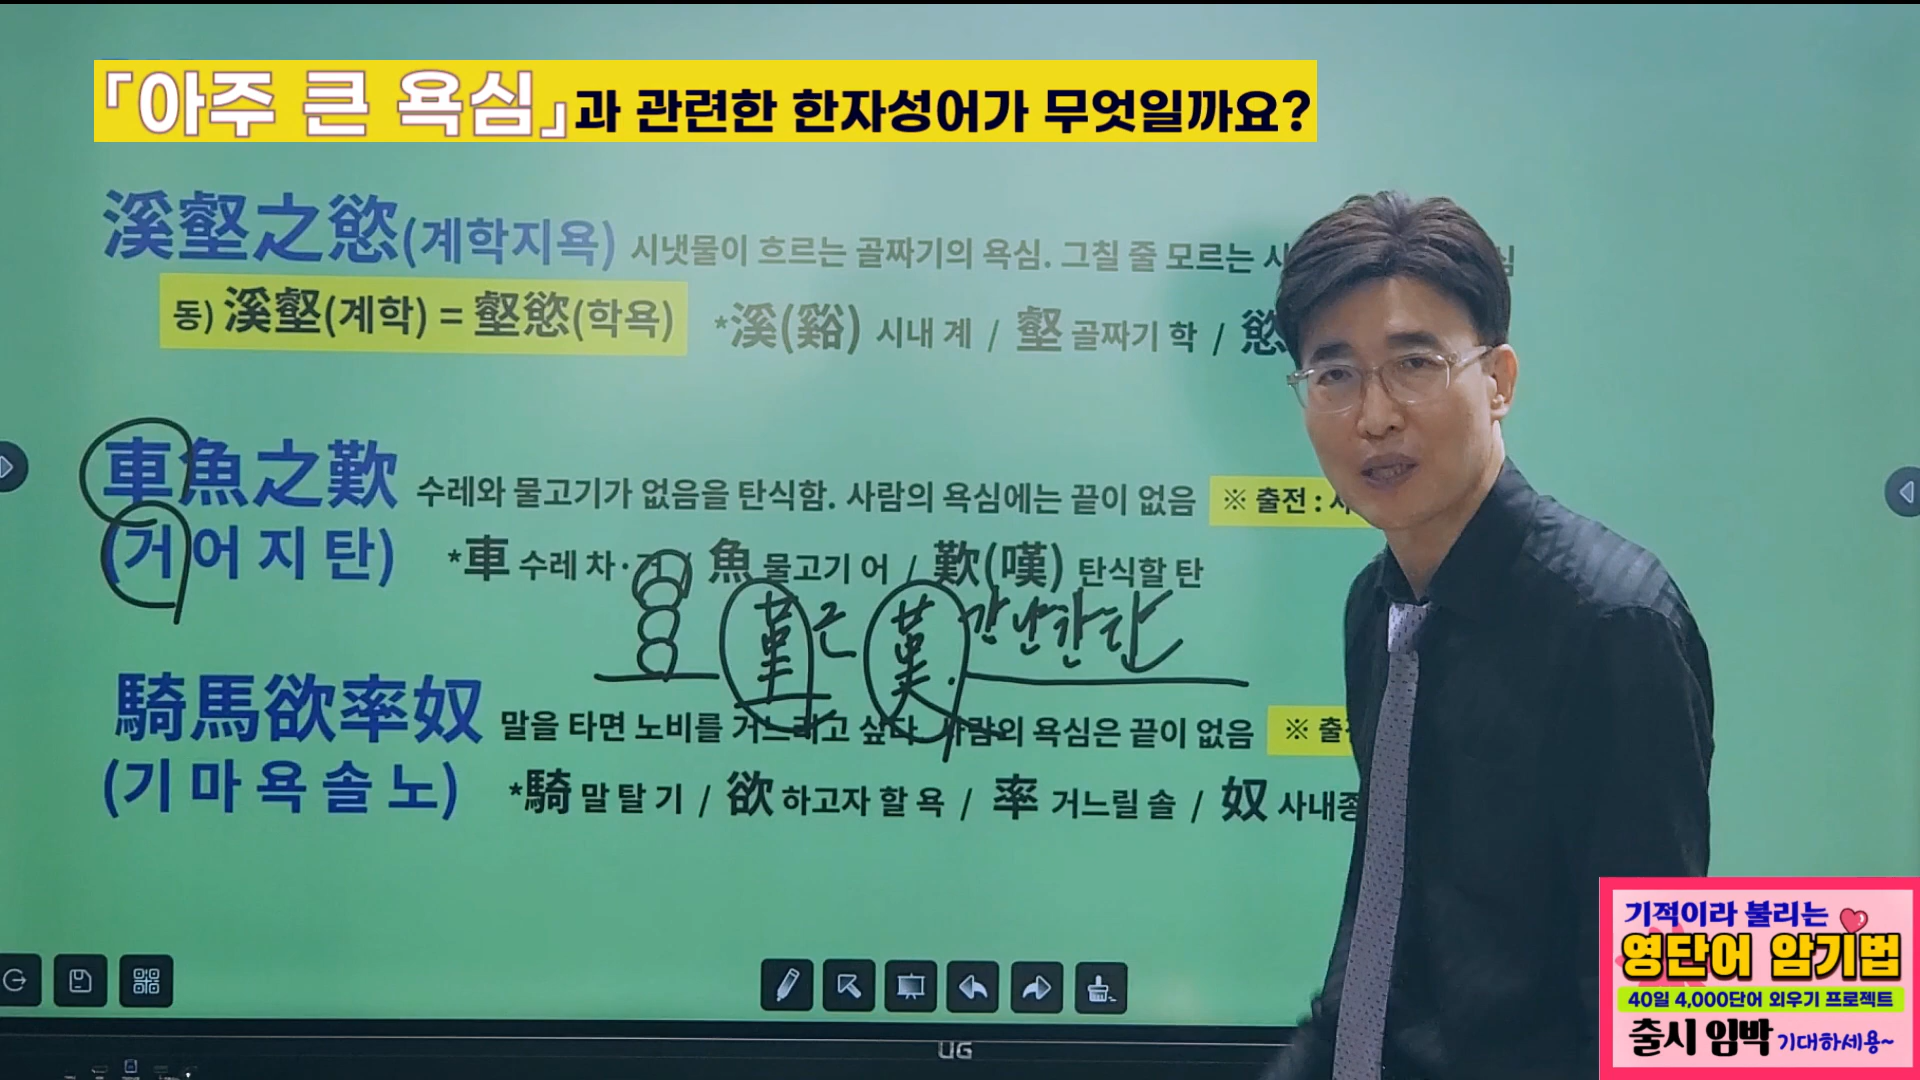 「아주 큰 욕심」과 관련한 한자성어가 무엇일까요?
溪壑之慾(계학지욕) 시냇물이 흐르는 골짜기의 욕심. 그칠 줄 모르는
동) 溪壑(계학) = 壑慾(학욕) *溪(谿) 시내 계 / 壑 골짜기 학 / 慾
車魚之歎 수레와 물고기가 없음을 탄식함. 사람의 욕심에는 끝이 없음 ※ 출전 :
(거어지탄) *車 수레 차· / 魚 물고기 어 / 歎(嘆) 탄식할 탄
근 간난한탄
騎馬欲率奴 말을 타면 노비를 거느리고 싶다. 사람의 욕심은 끝이 없음 ※ 출
(기마욕솔노) *騎 말 탈 기 / 欲 하고자 할 욕 / 率 거느릴 솔 / 奴 사내종
UG
기적이라 불리는
영단어 암기법
40일 4,000단어 외우기 프로젝트
출시 임박 기대하세용~